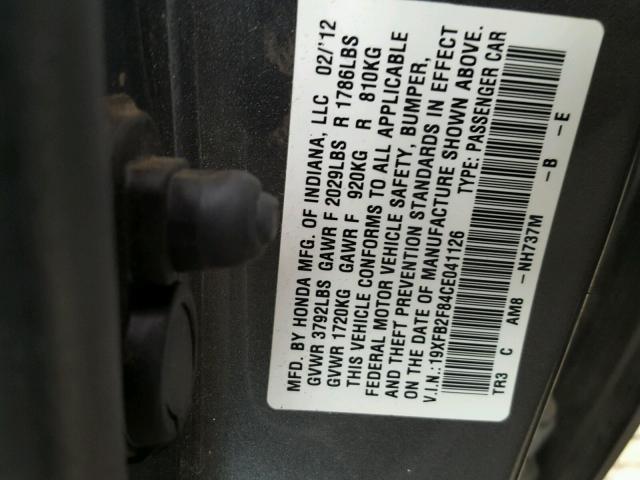 MFD. BY HONDA MFG. OF INDIANA, LLC 02/'12
GVWR 3792LBS GAWR F 2029LBS R 1786LBS
GVWR 1720KG GAWR F 920KG R 810KG
THIS VEHICLE CONFORMS TO ALL APPLICABLE
FEDERAL MOTOR VEHICLE SAFETY, BUMPER,
AND THEFT PREVENTION STANDARDS IN EFFECT
ON THE DATE OF MANUFACTURE SHOWN ABOVE.
V.I.N.:19XFB2F84CE041126 TYPE: PASSENGER CAR
TR3 C AM8 -NH737M -B -E